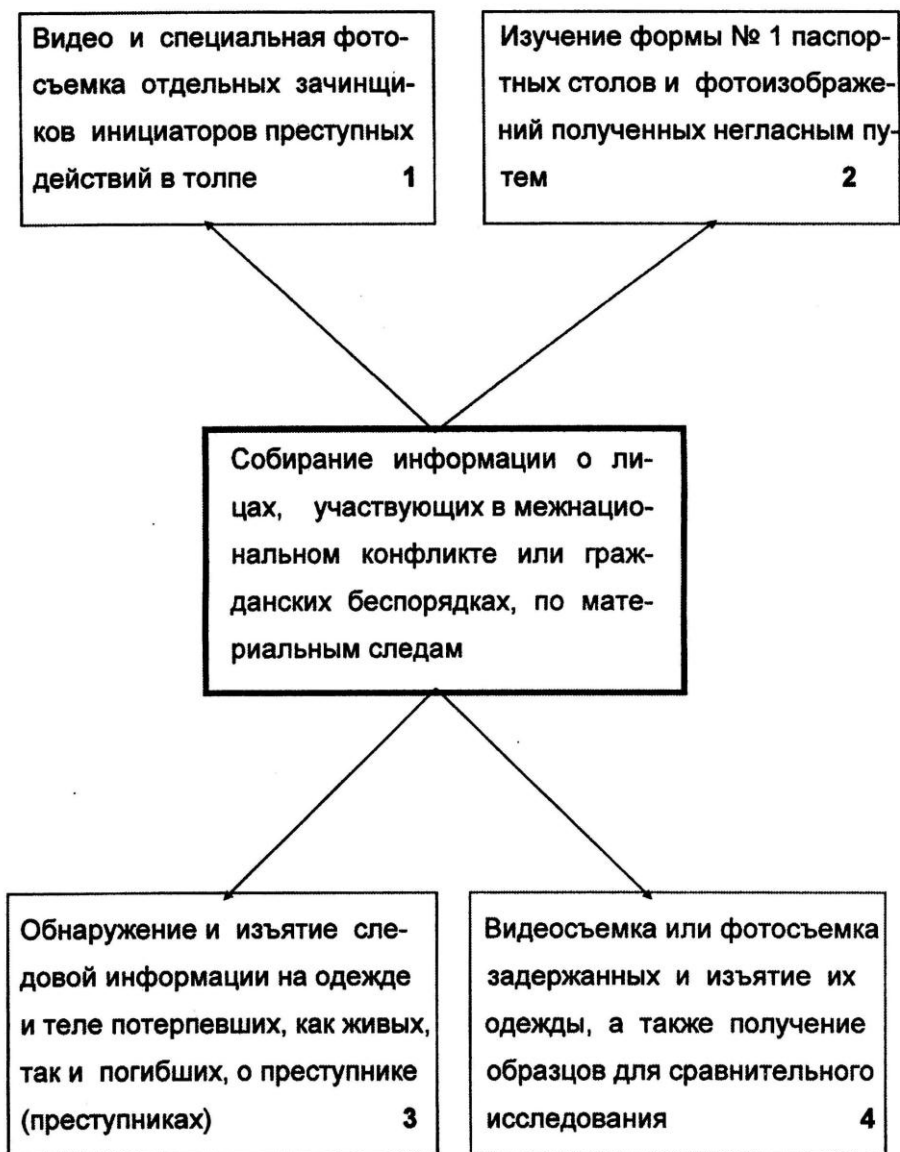 Видео и специальная фото-
съемка отдельных зачинщи-
ков инициаторов преступных
действий в толпе 1
Изучение формы № 1 паспор-
тных столов и фотоизображе-
ний полученных негласным пу-
тем 2
Собирание информации о ли-
цах, участвующих в межнацио-
нальном конфликте или граж-
данских беспорядках, по мате-
риальным следам
Обнаружение и изъятие сле-
довой информации на одежде
и теле потерпевших, как живых,
так и погибших, о преступнике
(преступниках) 3
Видеосъемка или фотосъемка
задержанных и изъятие их
одежды, а также получение
образцов для сравнительного
исследования 4